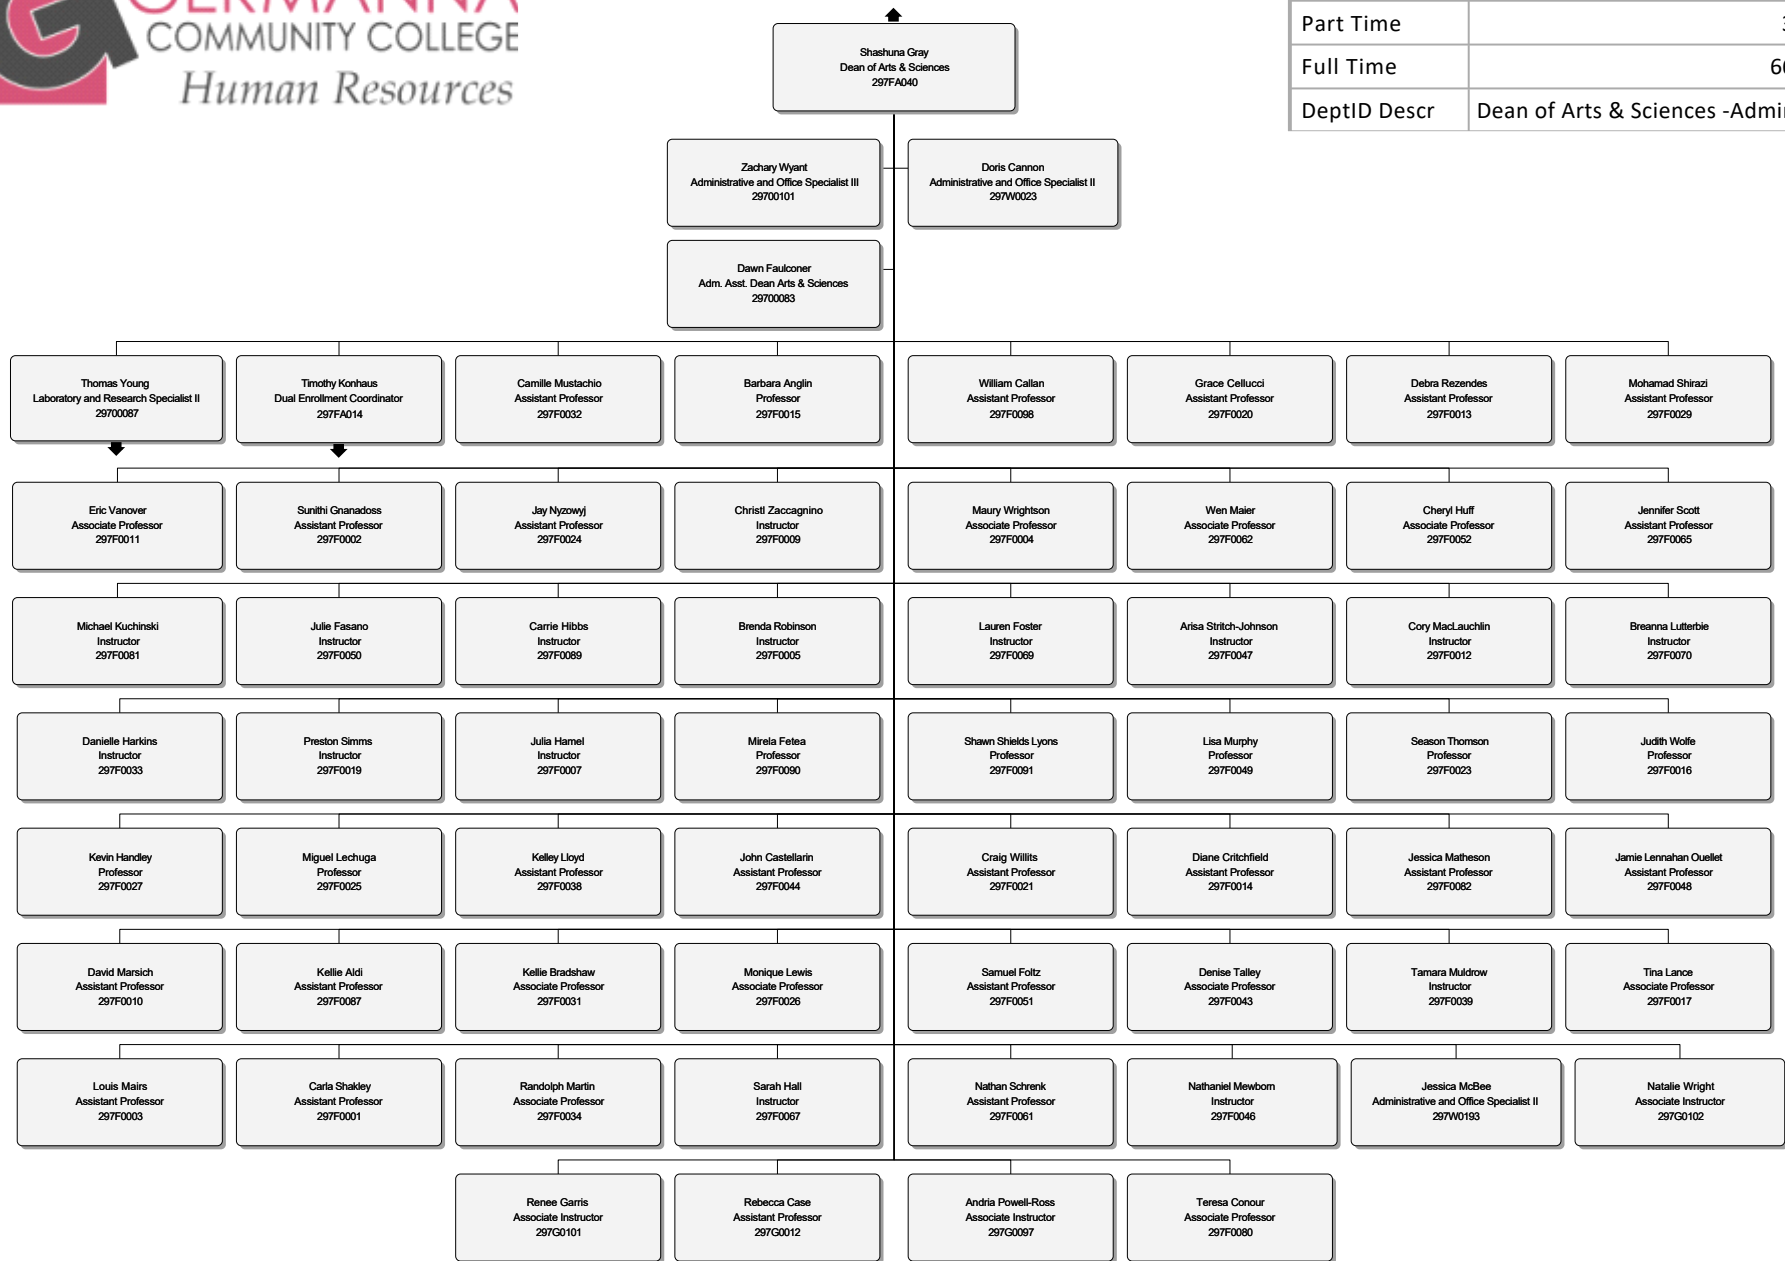 GERMANNA
COMMUNITY COLLEGE
Human Resources
Part Time 3
Full Time
DeptID Descr Dean of Arts & Sciences -Admi
Shashuna Gray
Dean of Arts & Sciences
297FA040
Zachary Wyant
Administrative and Office Specialist III
29700101
Doris Cannon
Administrative and Office Specialist II
297W0023
Dawn Faulconer
Adm. Asst. Dean Arts & Sciences
29700083
Thomas Young
Laboratory and Research Specialist II
29700087
Timothy Konhaus
Dual Enrollment Coordinator
297FA014
Camille Mustachio
Assistant Professor
297F0032
Barbara Anglin
Professor
297F0015
William Callan
Assistant Professor
297F0098
Grace Cellucci
Assistant Professor
297F0020
Debra Rezendes
Assistant Professor
297F0013
Mohamad Shirazi
Assistant Professor
297F0029
Eric Vanover
Associate Professor
297F0011
Sunithi Gnanadoss
Assistant Professor
297F0002
Jay Nyzowyj
Assistant Professor
297F0024
Christl Zaccagnino
Instructor
297F0009
Maury Wrightson
Associate Professor
297F0004
Wen Maier
Associate Professor
297F0062
Cheryl Huff
Associate Professor
297F0052
Jennifer Scott
Assistant Professor
297F0065
Michael Kuchinski
Instructor
297F0081
Julie Fasano
Instructor
297F0050
Carrie Hibbs
Instructor
297F0089
Brenda Robinson
Instructor
297F0005
Lauren Foster
Instructor
297F0069
Arisa Stritch-Johnson
Instructor
297F0047
Cory MacLauchlin
Instructor
297F0012
Breanna Lutterbie
Instructor
297F0070
Danielle Harkins
Instructor
297F0033
Preston Simms
Instructor
297F0019
Julia Hamel
Instructor
297F0007
Mirela Fetea
Professor
297F0090
Shawn Shields Lyons
Professor
297F0091
Lisa Murphy
Professor
297F0049
Season Thomson
Professor
297F0023
Judith Wolfe
Professor
297F0016
Kevin Handley
Professor
297F0027
Miguel Lechuga
Professor
297F0025
Kelley Lloyd
Assistant Professor
297F0038
John Castellarin
Assistant Professor
297F0044
Craig Willits
Assistant Professor
297F0021
Diane Critchfield
Assistant Professor
297F0014
Jessica Matheson
Assistant Professor
297F0082
Jamie Lennahan Ouellet
Assistant Professor
297F0048
David Marsich
Assistant Professor
297F0010
Kellie Aldi
Assistant Professor
297F0087
Kellie Bradshaw
Associate Professor
297F0031
Monique Lewis
Associate Professor
297F0026
Samuel Foltz
Assistant Professor
297F0051
Denise Talley
Associate Professor
297F0043
Tamara Muldrow
Instructor
297F0039
Tina Lance
Associate Professor
297F0017
Louis Mairs
Assistant Professor
297F0003
Carla Shakley
Assistant Professor
297F0001
Randolph Martin
Associate Professor
297F0034
Sarah Hall
Instructor
297F0067
Nathan Schrenk
Assistant Professor
297F0061
Nathaniel Mewborn
Instructor
297F0046
Jessica McBee
Administrative and Office Specialist II
297W0193
Natalie Wright
Associate Instructor
297G0102
Renee Garris
Associate Instructor
297G0101
Rebecca Case
Assistant Professor
297G0012
Andria Powell-Ross
Associate Instructor
297G0097
Teresa Conour
Associate Professor
297F0080